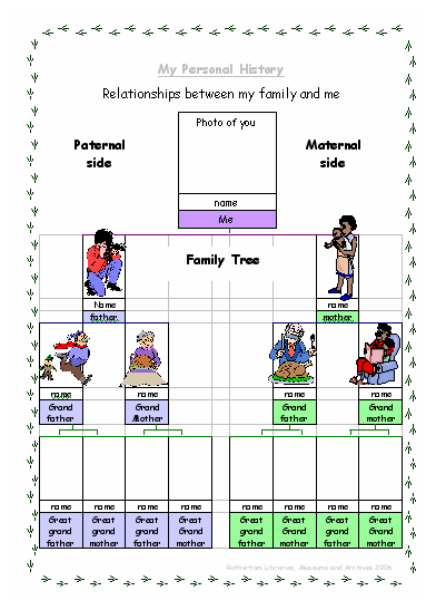 My Personal History
Relationships between my family and me
Photo of you
Paternal
side
Maternal
side
name
Me
Family Tree
Name
father
name
mother
name
Grand
father
name
Grand
Mother
name
Grand
father
name
Grand
mother
name
Great
grand
father
name
Great
grand
mother
name
Great
grand
father
name
Great
grand
mother
name
Great
grand
father
name
Great
grand
mother
name
Great
grand
father
name
Great
grand
mother
Rotherham Libraries, Museums and Archives 2006